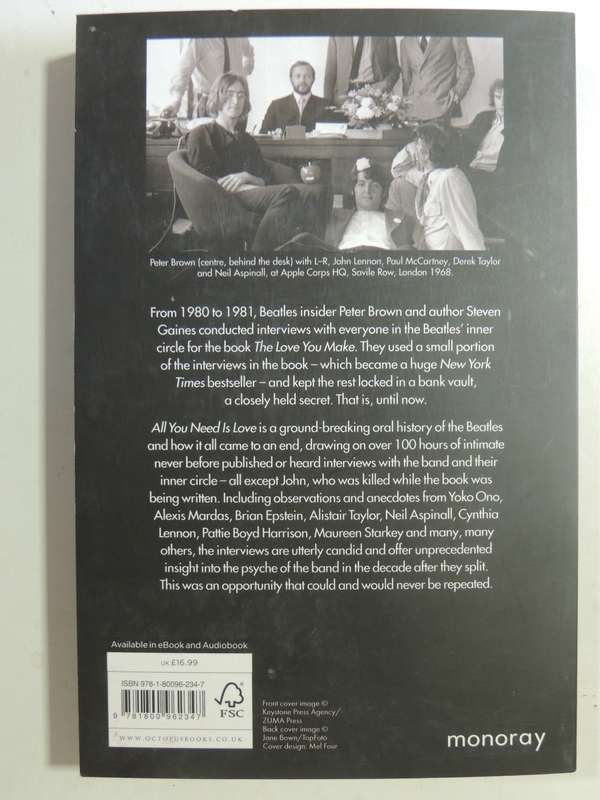 Peter Brown (centre, behind the desk) with L–R, John Lennon, Paul McCartney, Derek Taylor
and Neil Aspinall, at Apple Corps HQ, Savile Row, London 1968.
From 1980 to 1981, Beatles insider Peter Brown and author Steven
Gaines conducted interviews with everyone in the Beatles’ inner
circle for the book The Love You Make. They used a small portion
of the interviews in the book – which became a huge New York
Times bestseller – and kept the rest locked in a bank vault,
a closely held secret. That is, until now.
All You Need Is Love is a ground-breaking oral history of the Beatles
and how it all came to an end, drawing on over 100 hours of intimate
never before published or heard interviews with the band and their
inner circle – all except John, who was killed while the book was
being written. Including observations and anecdotes from Yoko Ono,
Alexis Mardas, Brian Epstein, Alistair Taylor, Neil Aspinall, Cynthia
Lennon, Pattie Boyd Harrison, Maureen Starkey and many, many
others, the interviews are utterly candid and offer unprecedented
insight into the psyche of the band in the decade after they split.
This was an opportunity that could and would never be repeated.
Available in eBook and Audiobook
UK £16.99
ISBN 978-1-80096-234-7
9 781800 962347
FSC
WWW.OCTOPUSBOOKS.CO.UK
Front cover image ©
Keystone Press Agency/
ZUMA Press
Back cover image ©
Jane Bown/TopFoto
Cover design: Mel Four
monoray